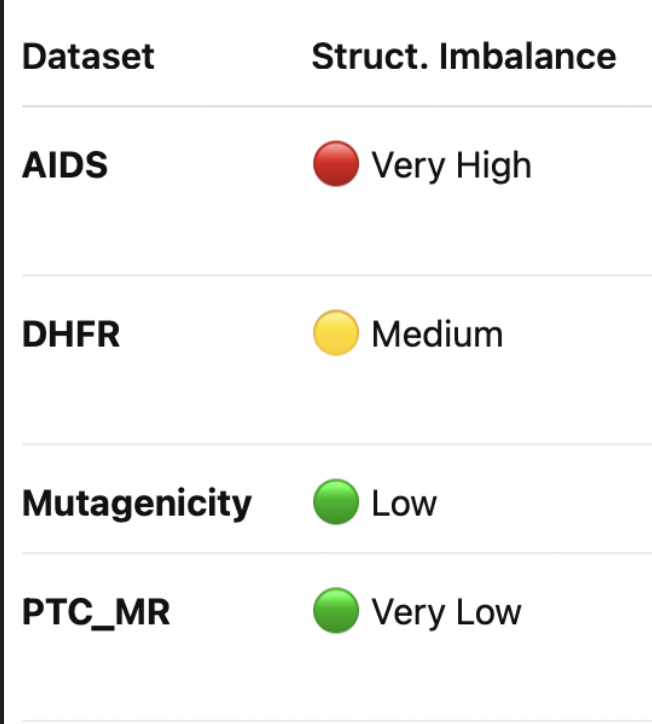 Dataset Struct. Imbalance
AIDS 🔴 Very High
DHFR 🟡 Medium
Mutagenicity 🟢 Low
PTC_MR 🟢 Very Low